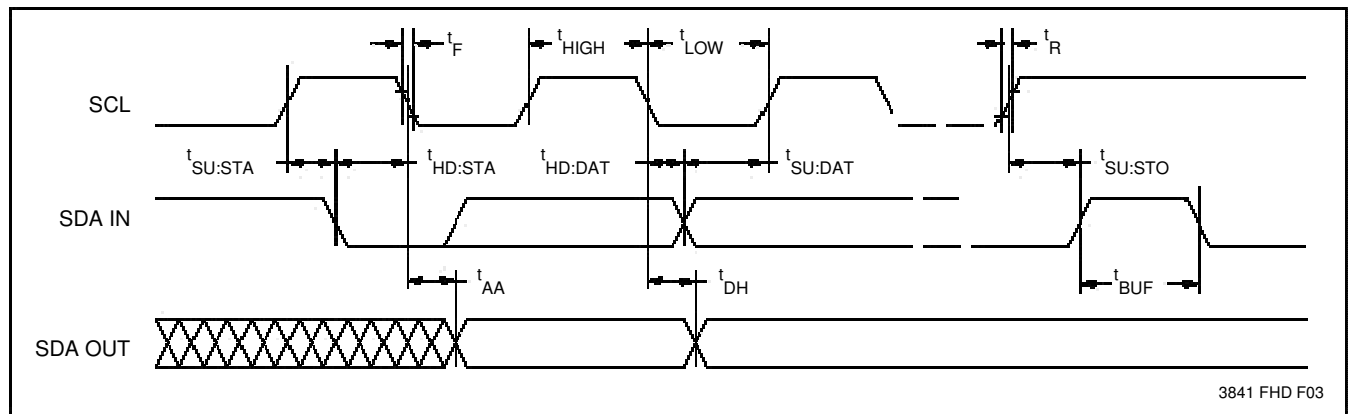 tF
tHIGH
tLOW
tR
SCL
tSU:STA
tHD:STA
tHD:DAT
tSU:DAT
tSU:STO
SDA IN
tAA
tDH
tBUF
SDA OUT
3841 FHD F03